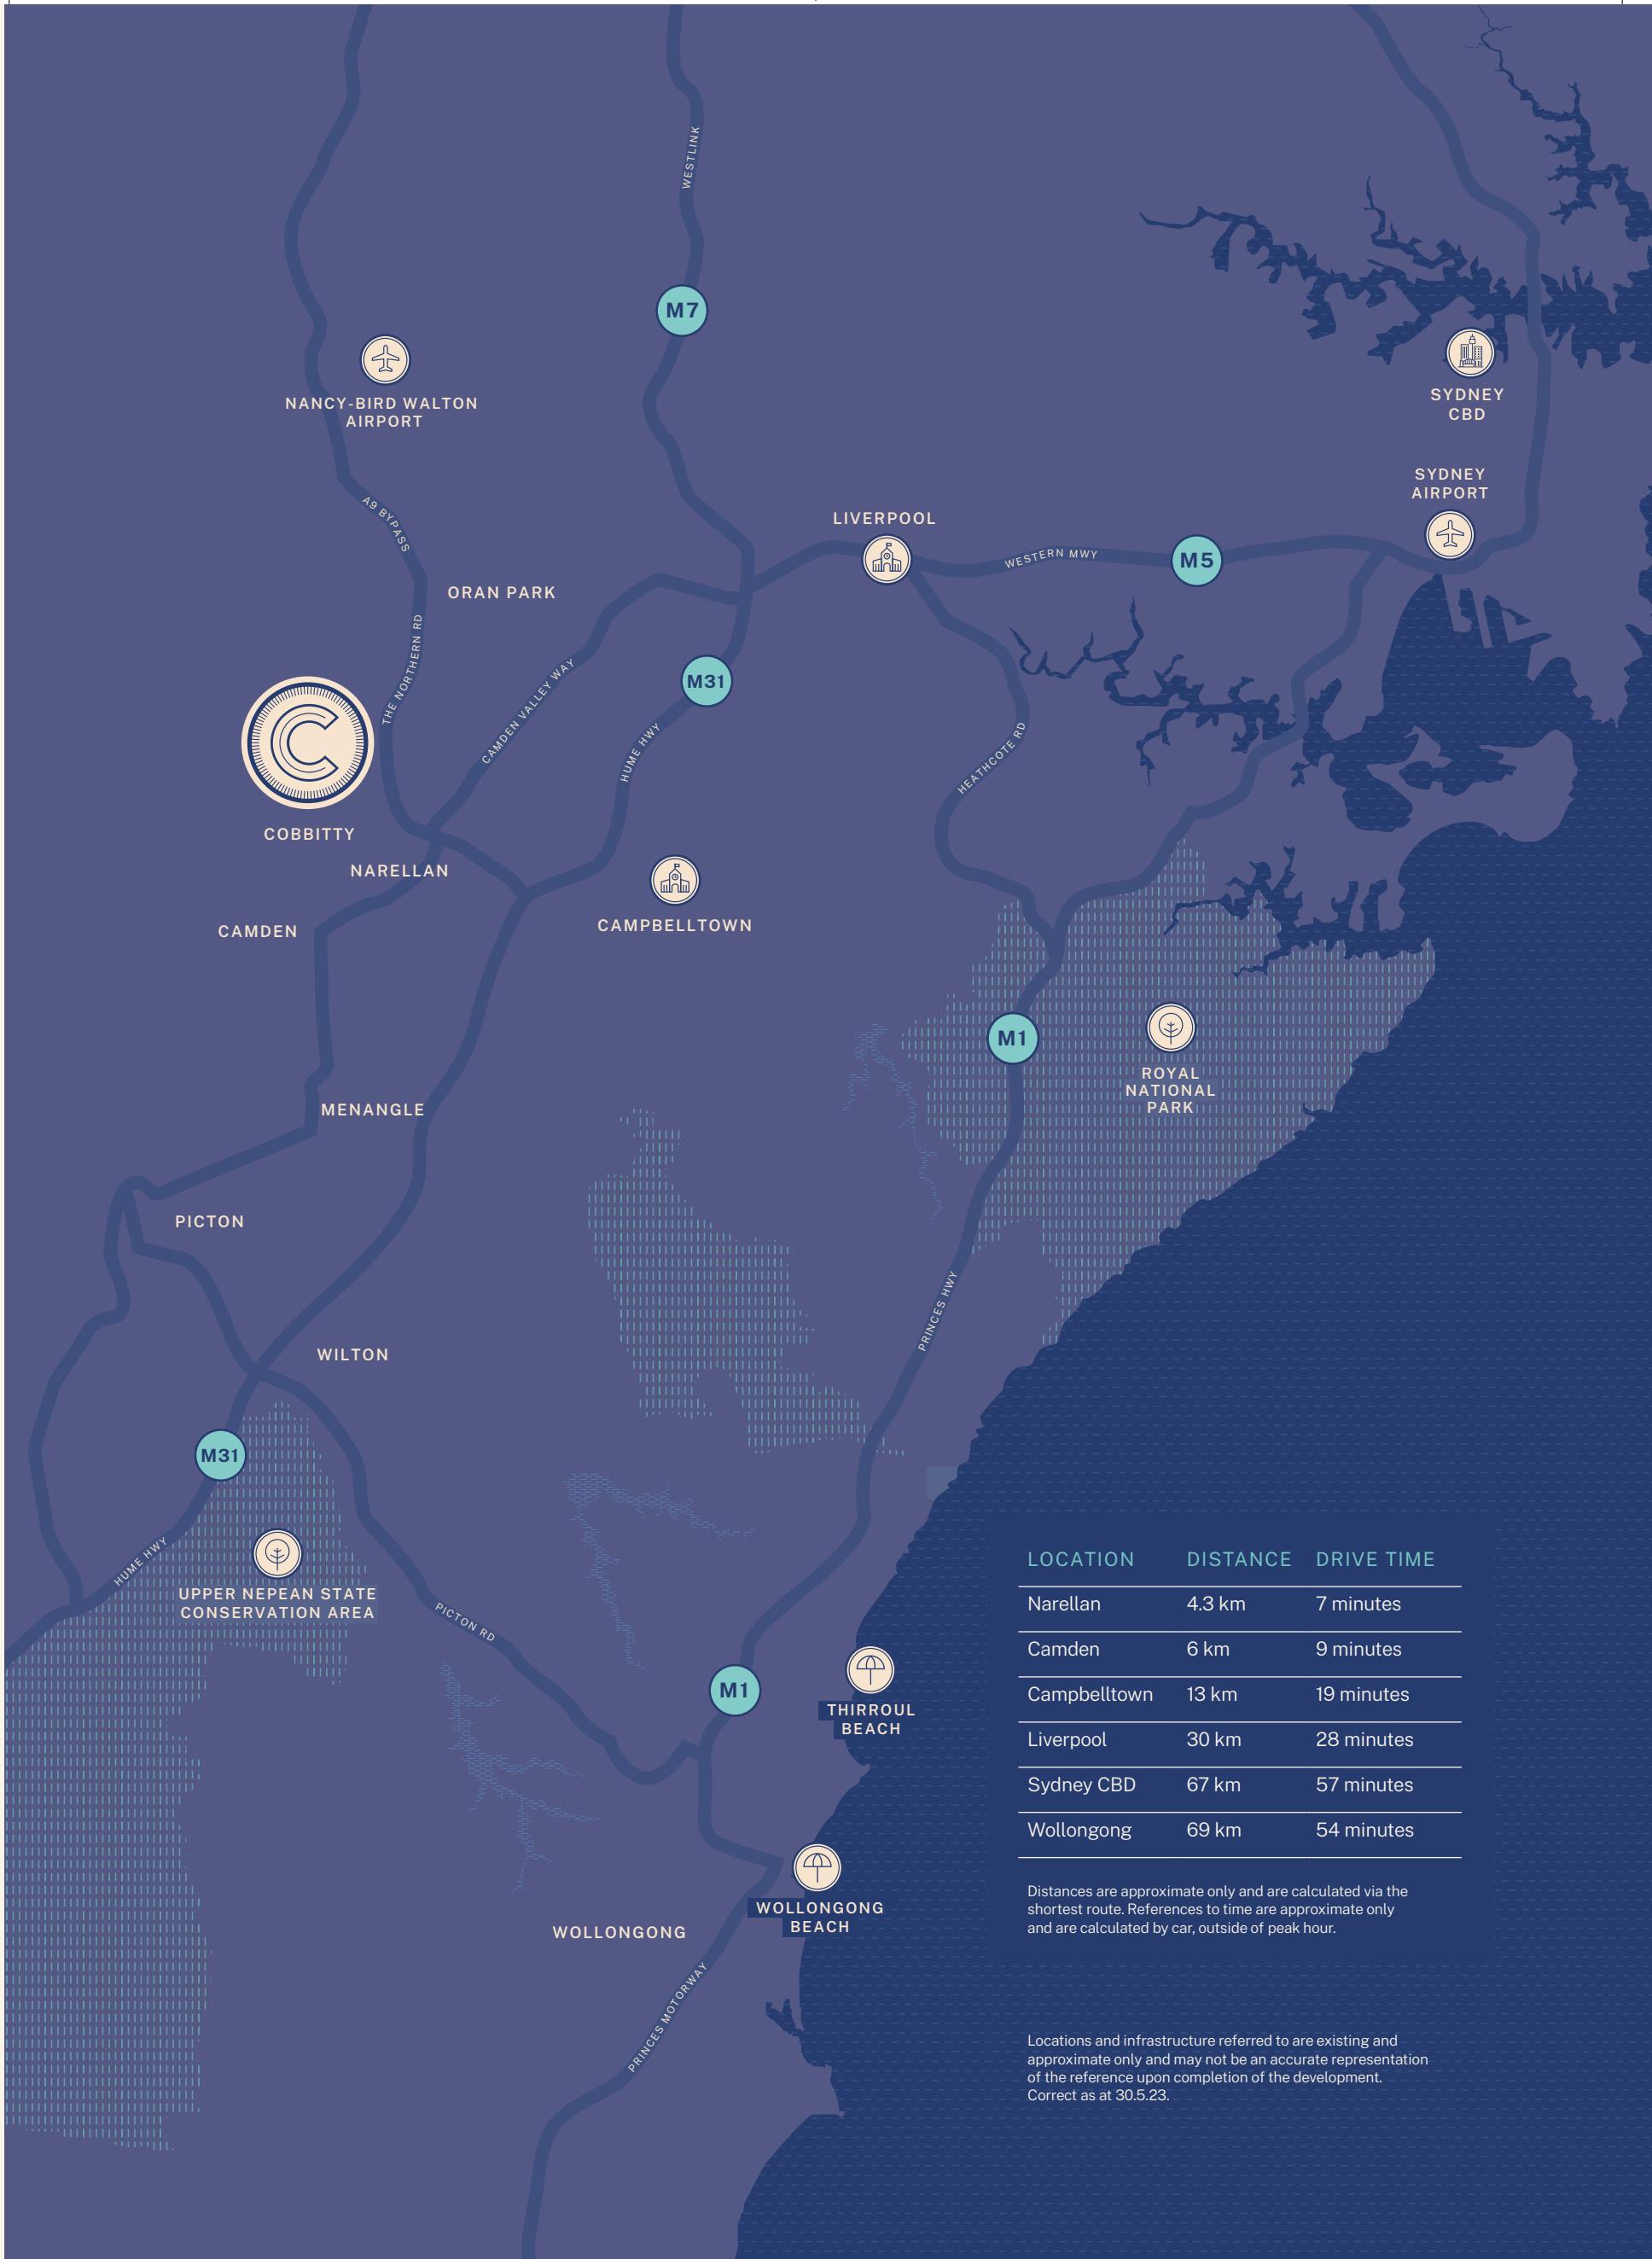 WESTLINK
M7
NANCY-BIRD WALTON
AIRPORT
SYDNEY
CBD
SYDNEY
AIRPORT
A9 BYPASS
LIVERPOOL
WESTERN MWY
M5
ORAN PARK
THE NORTHERN RD
CAMDEN VALLEY WAY
M31
HUME HWY
HEATHCOTE RD
C
COBBITTY
NARELLAN
CAMDEN
CAMPBELLTOWN
M1
ROYAL
NATIONAL
PARK
MENANGLE
PICTON
PRINCES HWY
WILTON
M31
HUME HWY
UPPER NEPEAN STATE
CONSERVATION AREA
PICTON RD
M1
THIRROUL
BEACH
WOLLONGONG
BEACH
WOLLONGONG
PRINCES MOTORWAY
LOCATION DISTANCE DRIVE TIME
Narellan 4.3 km 7 minutes
Camden 6 km 9 minutes
Campbelltown 13 km 19 minutes
Liverpool 30 km 28 minutes
Sydney CBD 67 km 57 minutes
Wollongong 69 km 54 minutes
Distances are approximate only and are calculated via the
shortest route. References to time are approximate only
and are calculated by car, outside of peak hour.
Locations and infrastructure referred to are existing and
approximate only and may not be an accurate representation
of the reference upon completion of the development.
Correct as at 30.5.23.